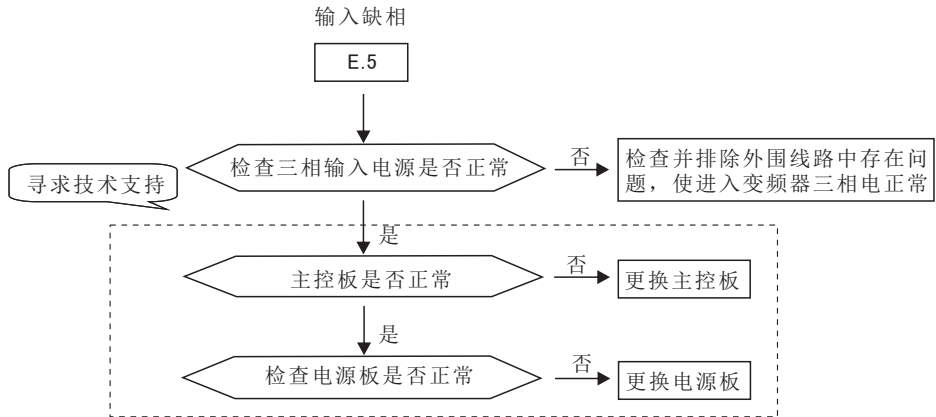 输入缺相
E.5
检查三相输入电源是否正常
否
检查并排除外围线路中存在问
题，使进入变频器三相电正常
寻求技术支持
是
主控板是否正常
否
更换主控板
是
检查电源板是否正常
否
更换电源板